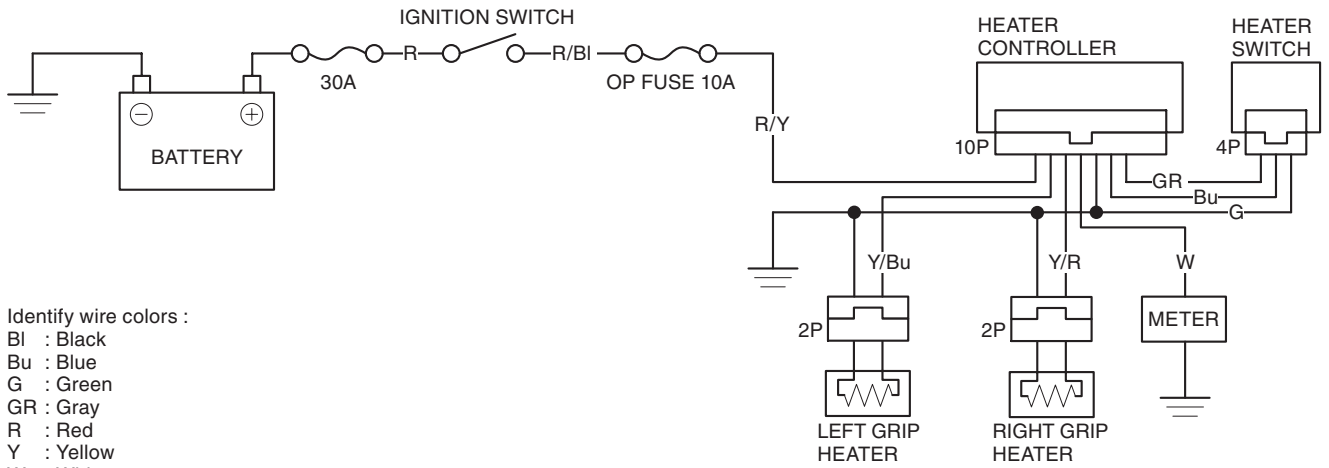 IGNITION SWITCH
HEATER
CONTROLLER
HEATER
SWITCH
R
R/Bl
30A
OP FUSE 10A
R/Y
10P
4P
−
+
BATTERY
GR
Bu
G
Y/Bu
Y/R
W
2P
2P
METER
LEFT GRIP
HEATER
RIGHT GRIP
HEATER
Identify wire colors :
Bl : Black
Bu : Blue
G : Green
GR : Gray
R : Red
Y : Yellow